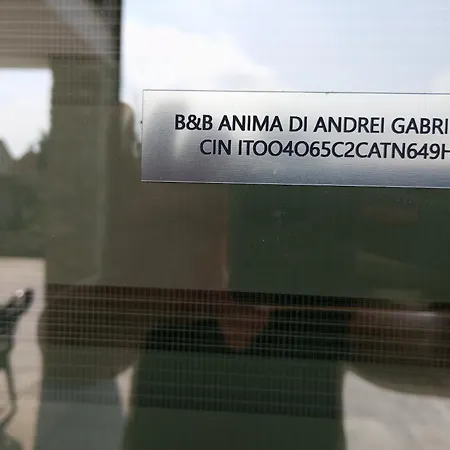 B&B ANIMA DI ANDREI GABRI
CIN IT004065C2CATN649H